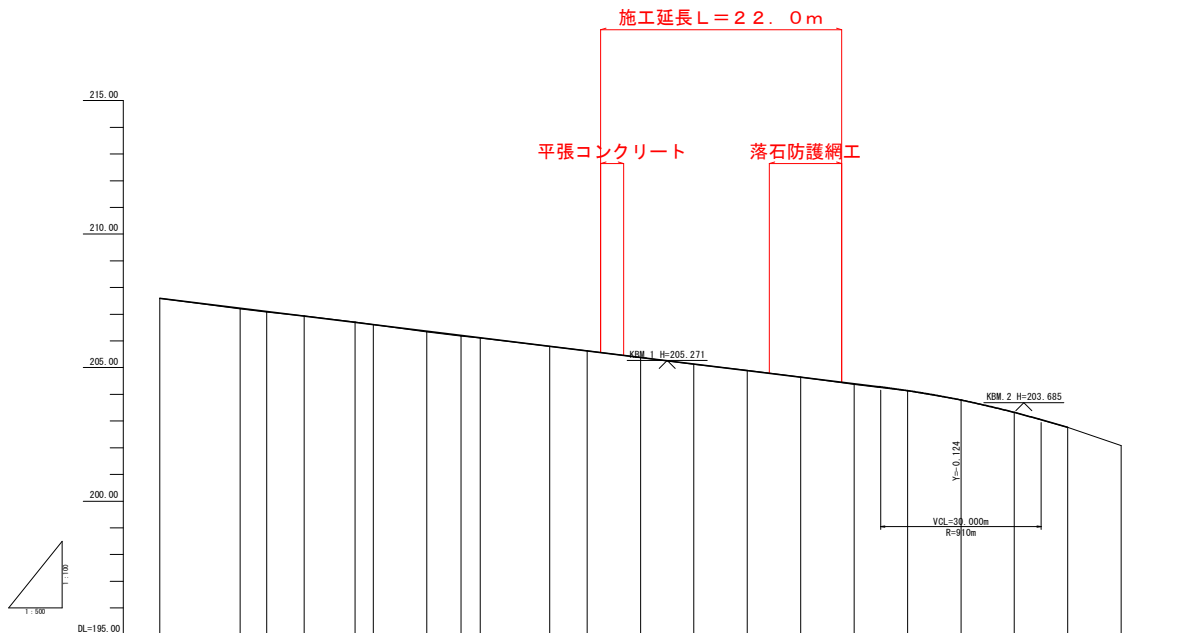 施工延長L=22.0m
215.00
平張コンクリート
落石防護網工
210.00
205.00
KBM.1 H=205.271
KBM.2 H=203.685
Y=-0.124
200.00
VCL=30.000m
R=910m
1:100
1:500
DL=195.00